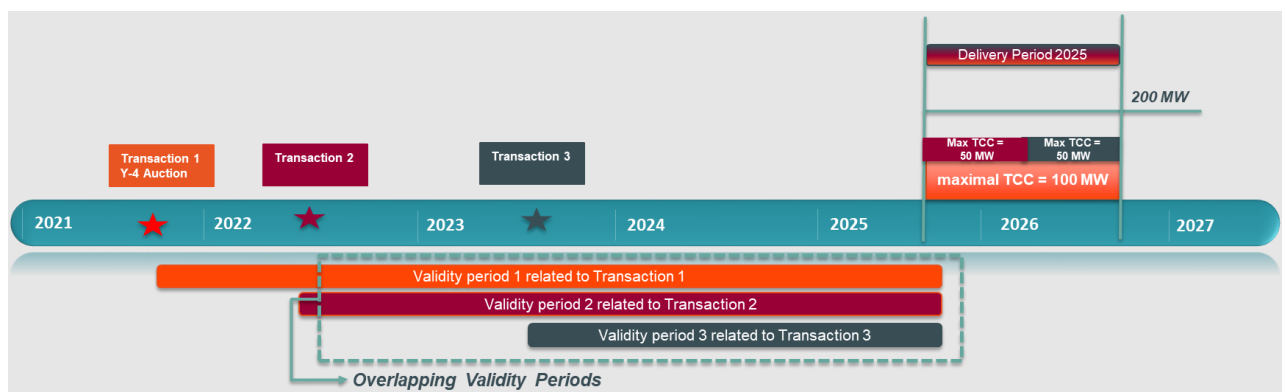 Delivery Period 2025
200 MW
Transaction 1
Y-4 Auction
Transaction 2
Transaction 3
Max TCC =
50 MW
Max TCC =
50 MW
maximal TCC = 100 MW
2021
2022
2023
2024
2025
2026
2027
Validity period 1 related to Transaction 1
Validity period 2 related to Transaction 2
Validity period 3 related to Transaction 3
Overlapping Validity Periods